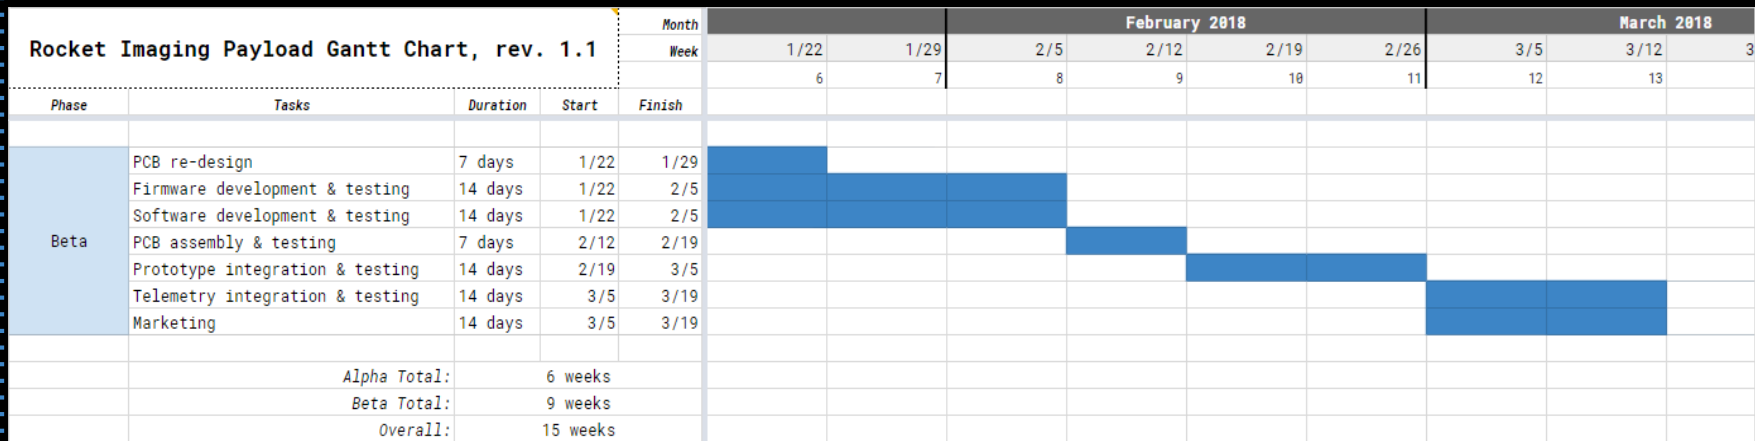 Month February 2018 March 2018
Rocket Imaging Payload Gantt Chart, rev. 1.1 Week 1/22 1/29 2/5 2/12 2/19 2/26 3/5 3/12
6 7 8 9 10 11 12 13
Phase Tasks Duration Start Finish
PCB re-design 7 days 1/22 1/29
Firmware development & testing 14 days 1/22 2/5
Software development & testing 14 days 1/22 2/5
Beta PCB assembly & testing 7 days 2/12 2/19
Prototype integration & testing 14 days 2/19 3/5
Telemetry integration & testing 14 days 3/5 3/19
Marketing 14 days 3/5 3/19
Alpha Total: 6 weeks
Beta Total: 9 weeks
Overall: 15 weeks